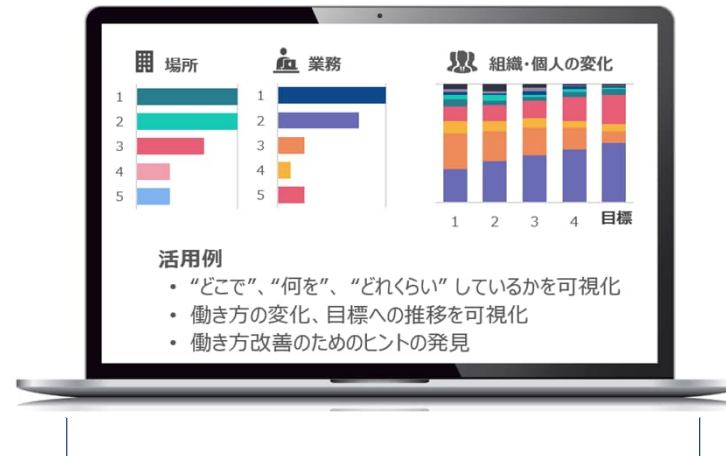 場所
1
2
3
4
5
業務
1
2
3
4
5
組織・個人の変化
1 2 3 4 目標
活用例
• “どこで”、“何を”、“どれくらい” しているかを可視化
• 働き方の変化、目標への推移を可視化
• 働き方改善のためのヒントの発見